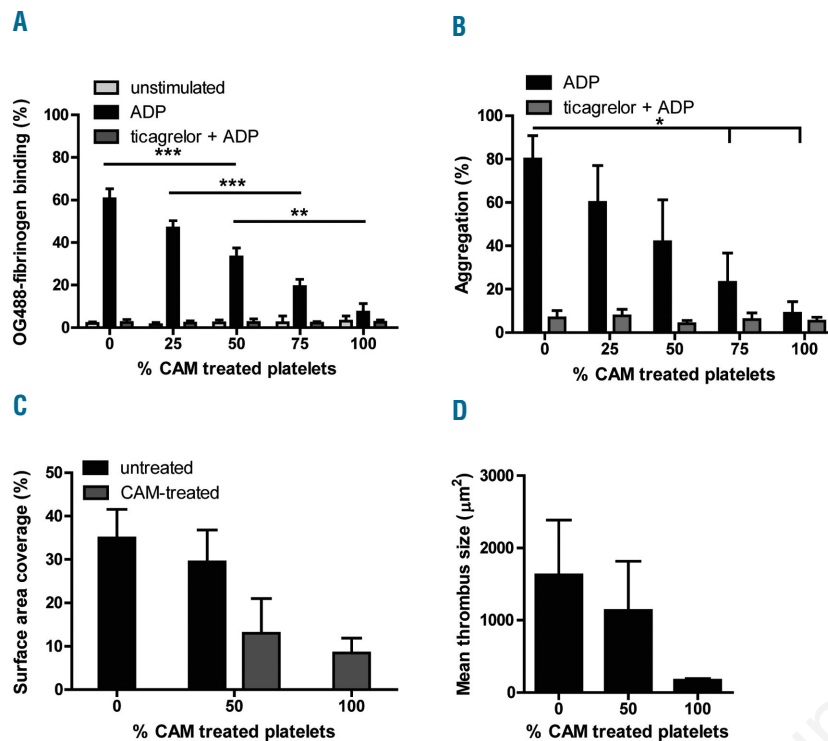 A
unstimulated
ADP
ticagrelor + ADP
OG488-fibrinogen binding (%)
100
80
60
40
20
0
***
***
**
0 25 50 75 100
% CAM treated platelets
B
ADP
ticagrelor + ADP
Aggregation (%)
100
80
60
40
20
0
*
0 25 50 75 100
% CAM treated platelets
C
untreated
CAM-treated
Surface area coverage (%)
50
40
30
20
10
0
0 50 100
% CAM treated platelets
D
Mean thrombus size (µm²)
3000
2000
1000
0
0 50 100
% CAM treated platelets